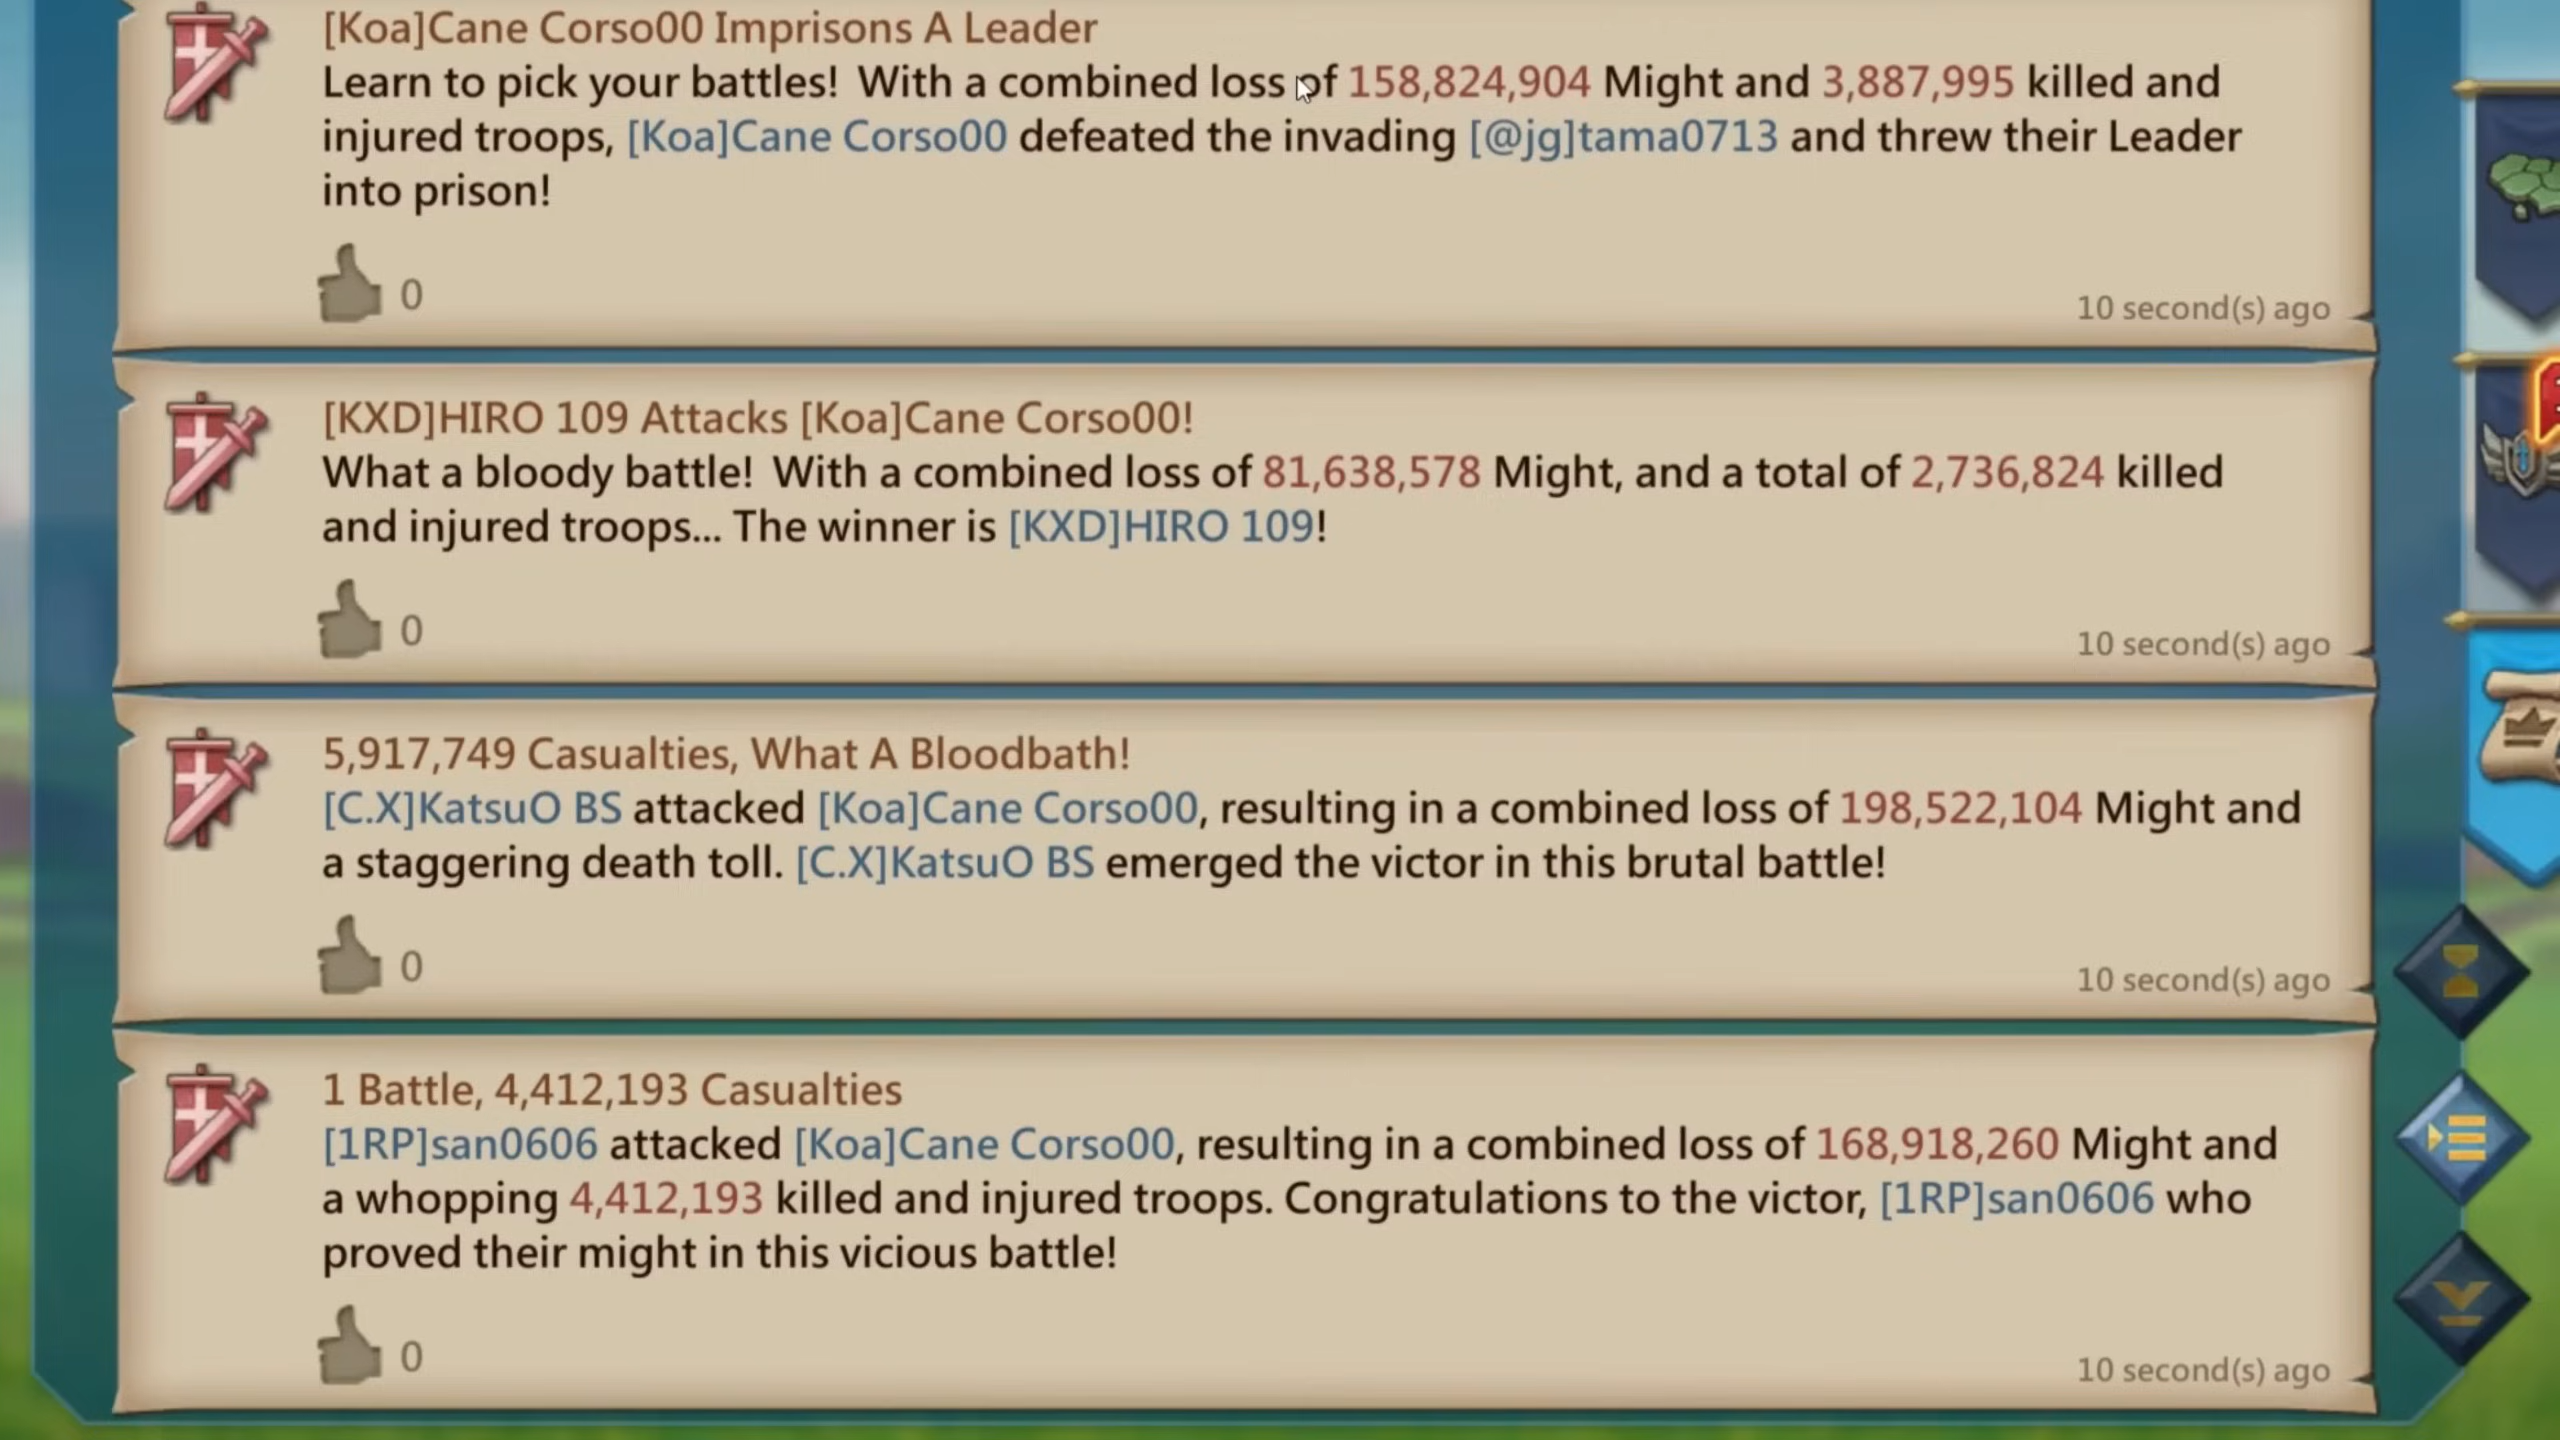 [Koa]Cane Corso00 Imprisons A Leader
Learn to pick your battles! With a combined loss of 158,824,904 Might and 3,887,995 killed and
injured troops, [Koa]Cane Corso00 defeated the invading [@jg]tama0713 and threw their Leader
into prison!
0
10 second(s) ago
[KXD]HIRO 109 Attacks [Koa]Cane Corso00!
What a bloody battle! With a combined loss of 81,638,578 Might, and a total of 2,736,824 killed
and injured troops... The winner is [KXD]HIRO 109!
0
10 second(s) ago
5,917,749 Casualties, What A Bloodbath!
[C.X]KatsuO BS attacked [Koa]Cane Corso00, resulting in a combined loss of 198,522,104 Might and
a staggering death toll. [C.X]KatsuO BS emerged the victor in this brutal battle!
0
10 second(s) ago
1 Battle, 4,412,193 Casualties
[1RP]san0606 attacked [Koa]Cane Corso00, resulting in a combined loss of 168,918,260 Might and
a whopping 4,412,193 killed and injured troops. Congratulations to the victor, [1RP]san0606 who
proved their might in this vicious battle!
0
10 second(s) ago